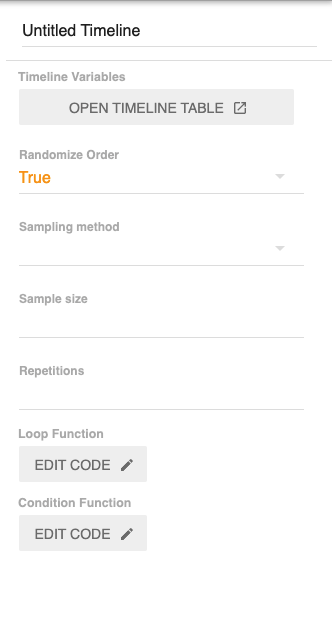 Untitled Timeline
Timeline Variables
OPEN TIMELINE TABLE
Randomize Order
True
Sampling method
Sample size
Repetitions
Loop Function
EDIT CODE
Condition Function
EDIT CODE